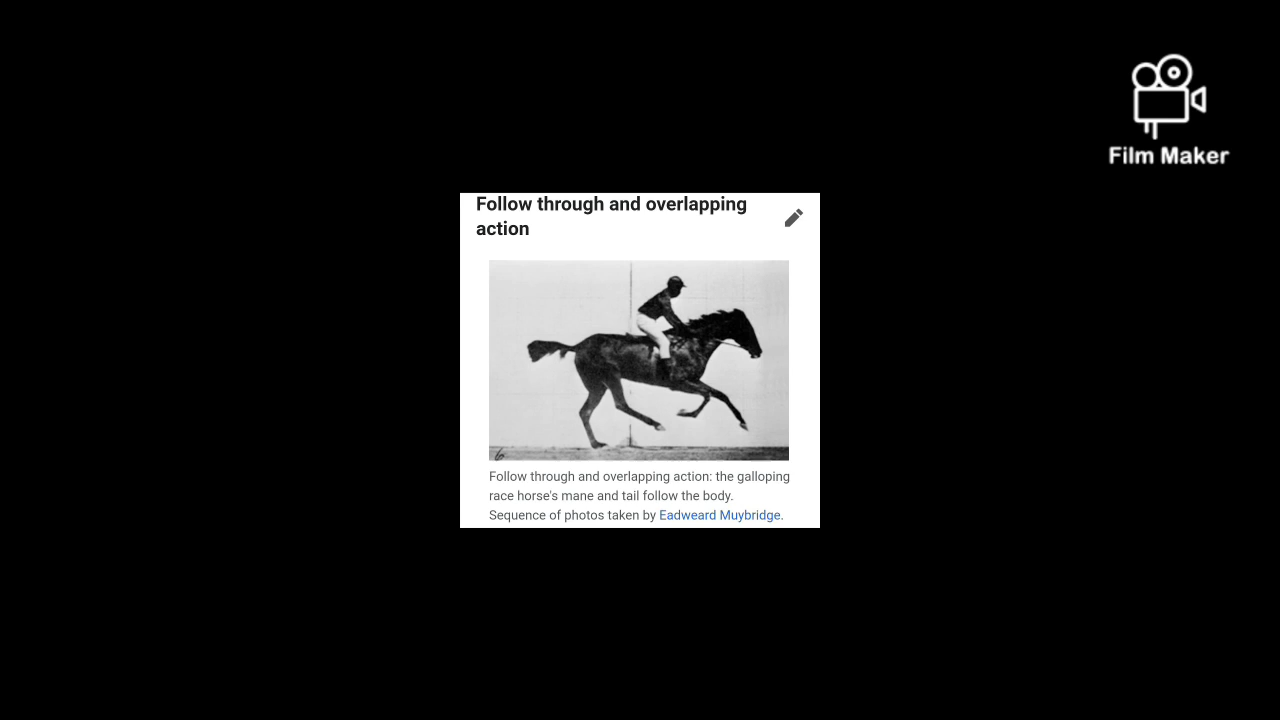 Film Maker
Follow through and overlapping
action
6
Follow through and overlapping action: the galloping
race horse's mane and tail follow the body.
Sequence of photos taken by Eadweard Muybridge.